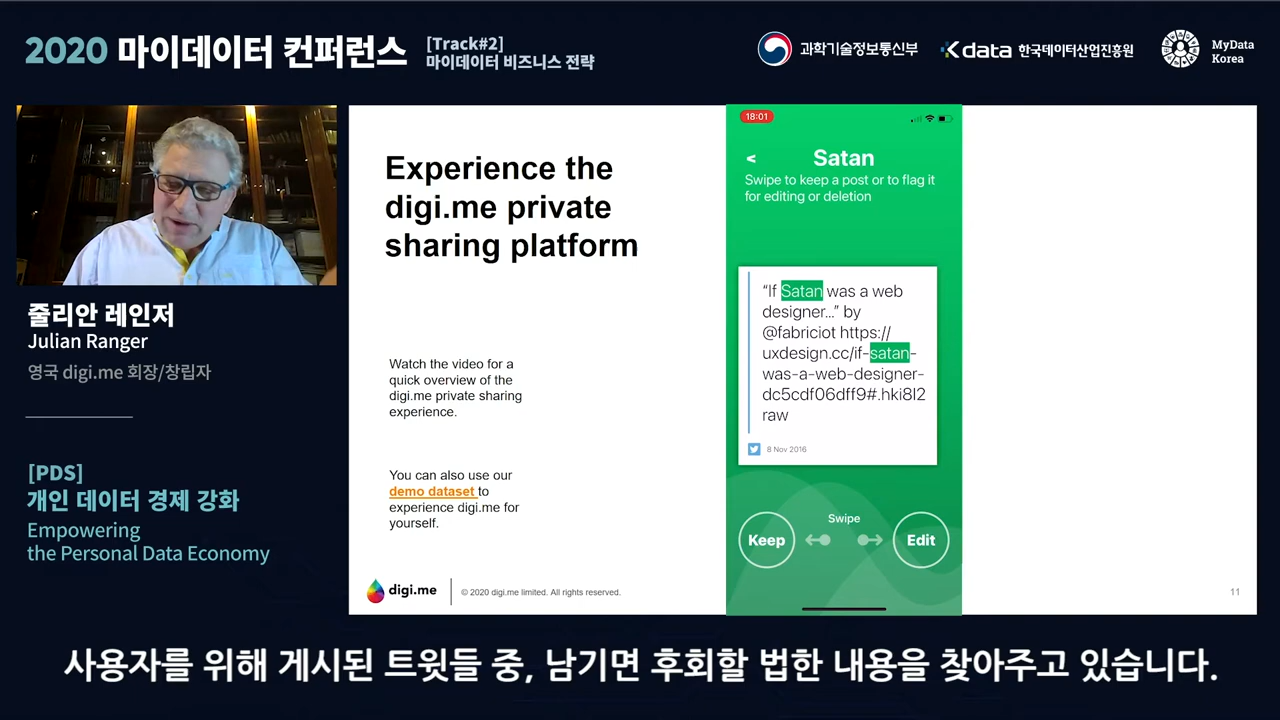 2020 마이데이터 컨퍼런스
[Track#2]
마이데이터 비즈니스 전략
과학기술정보통신부
Kdata 한국데이터산업진흥원
MyData
Korea
줄리안 레인저
Julian Ranger
영국 digi.me 회장/창립자
[PDS]
개인 데이터 경제 강화
Empowering
the Personal Data Economy
Experience the
digi.me private
sharing platform
Watch the video for a
quick overview of the
digi.me private sharing
experience.
You can also use our
demo dataset to
experience digi.me for
yourself.
digi.me
© 2020 digi.me limited. All rights reserved.
11
18:01
<
Satan
Swipe to keep a post or to flag it
for editing or deletion
“If Satan was a web
designer...” by
@fabriciot https://
uxdesign.cc/if-satan-
was-a-web-designer-
dc5cdf06dff9#.hki8l2
raw
8 Nov 2016
Swipe
Keep
Edit
사용자를 위해 게시된 트윗들 중, 남기면 후회할 법한 내용을 찾아주고 있습니다.